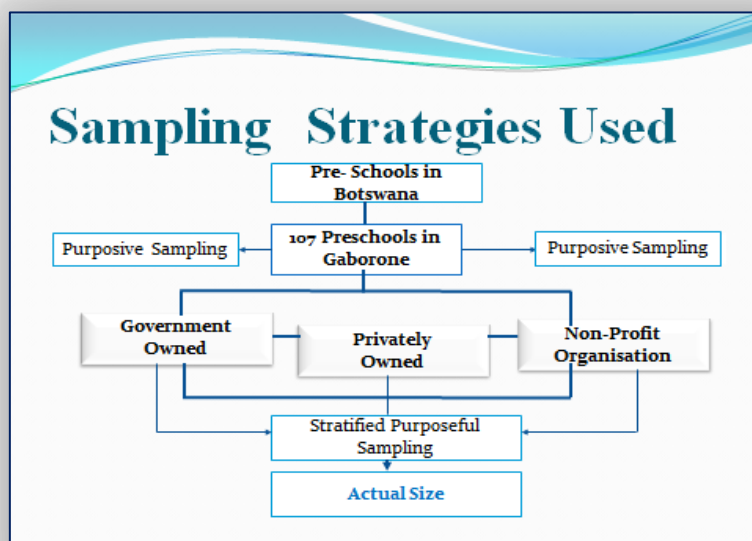 Sampling Strategies Used
Pre- Schools in
Botswana
Purposive Sampling
107 Preschools in
Gaborone
Purposive Sampling
Government
Owned
Privately
Owned
Non-Profit
Organisation
Stratified Purposeful
Sampling
Actual Size